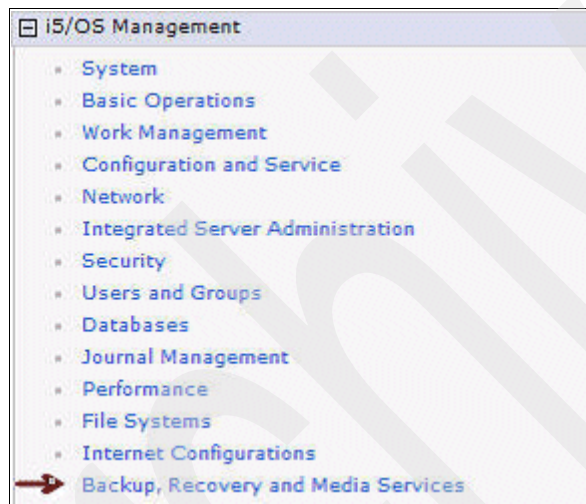 i5/OS Management
System
Basic Operations
Work Management
Configuration and Service
Network
Integrated Server Administration
Security
Users and Groups
Databases
Journal Management
Performance
File Systems
Internet Configurations
Backup, Recovery and Media Services